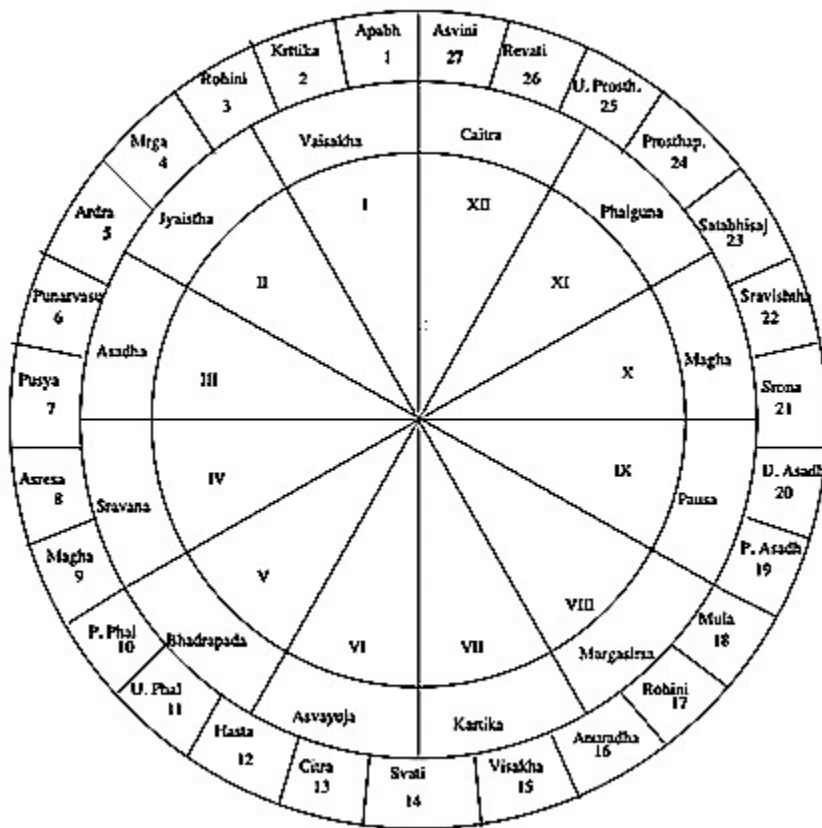 Apabh
1
Krttika
2
Rohini
3
Mrga
4
Ardra
5
Punarvasu
6
Pusya
7
Asresa
8
Magha
9
P. Phal
10
U. Phal
11
Hasta
12
Citra
13
Svati
14
Visakha
15
Anuradha
16
Rohini
17
Mula
18
P. Asadh
19
U. Asadh
20
Srona
21
Sravishtha
22
Satabhisaj
23
Prosthap.
24
U. Prosth.
25
Revati
26
Asvini
27
Vaisakha
Jyaistha
Asadha
Sravana
Bhadrapada
Asvayuja
Kartika
Margasirsa
Pausa
Magha
Phalguna
Caitra
I
II
III
IV
V
VI
VII
VIII
IX
X
XI
XII